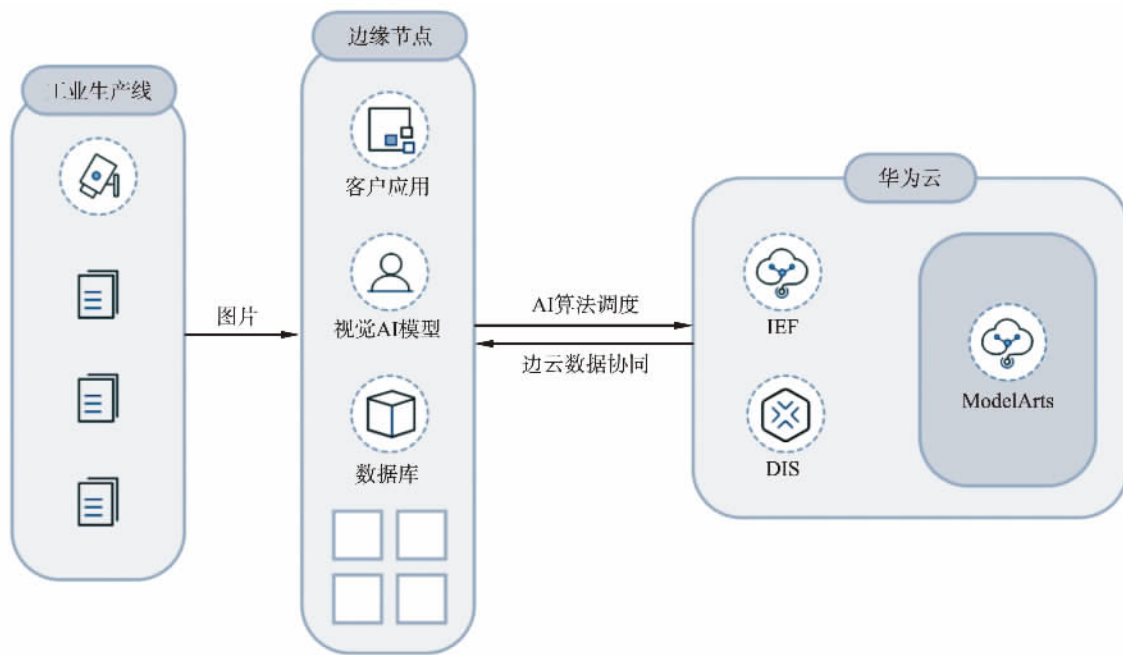 工业生产线
图片
边缘节点
客户应用
视觉AI模型
数据库
AI算法调度
边云数据协同
华为云
IEF
DIS
ModelArts